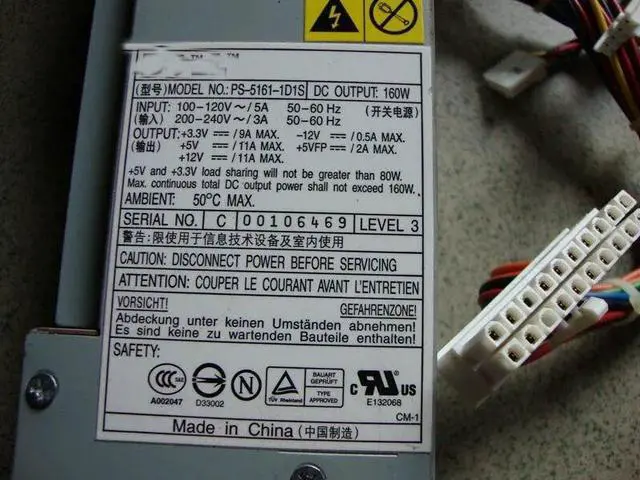 (型号) MODEL NO.: PS-5161-1D1S DC OUTPUT: 160W
INPUT: 100-120V~/5A 50-60 Hz (开关电源)
(输入) 200-240V~/3A 50-60 Hz
OUTPUT: +3.3V ⎓/9A MAX. -12V ⎓/0.5A MAX.
(输出) +5V ⎓/11A MAX. +5VFP ⎓/2A MAX.
+12V ⎓/11A MAX.
+5V and +3.3V load sharing will not be greater than 80W.
Max. continuous total DC output power shall not exceed 160W.
AMBIENT: 50°C MAX.
SERIAL NO. C 00106469 LEVEL 3
警告: 限使用于信息技术设备及室内使用
CAUTION: DISCONNECT POWER BEFORE SERVICING
ATTENTION: COUPER LE COURANT AVANT L'ENTRETIEN
VORSICHT! GEFAHRENZONE!
Abdeckung unter keinen Umständen abnehmen!
Es sind keine zu wartenden Bauteile enthalten!
SAFETY:
CCC S&E N TÜV Rheinland BAUART GEPRÜFT TYPE APPROVED c RU US
A002047 D33002 E132068
CM-1
Made in China (中国制造)